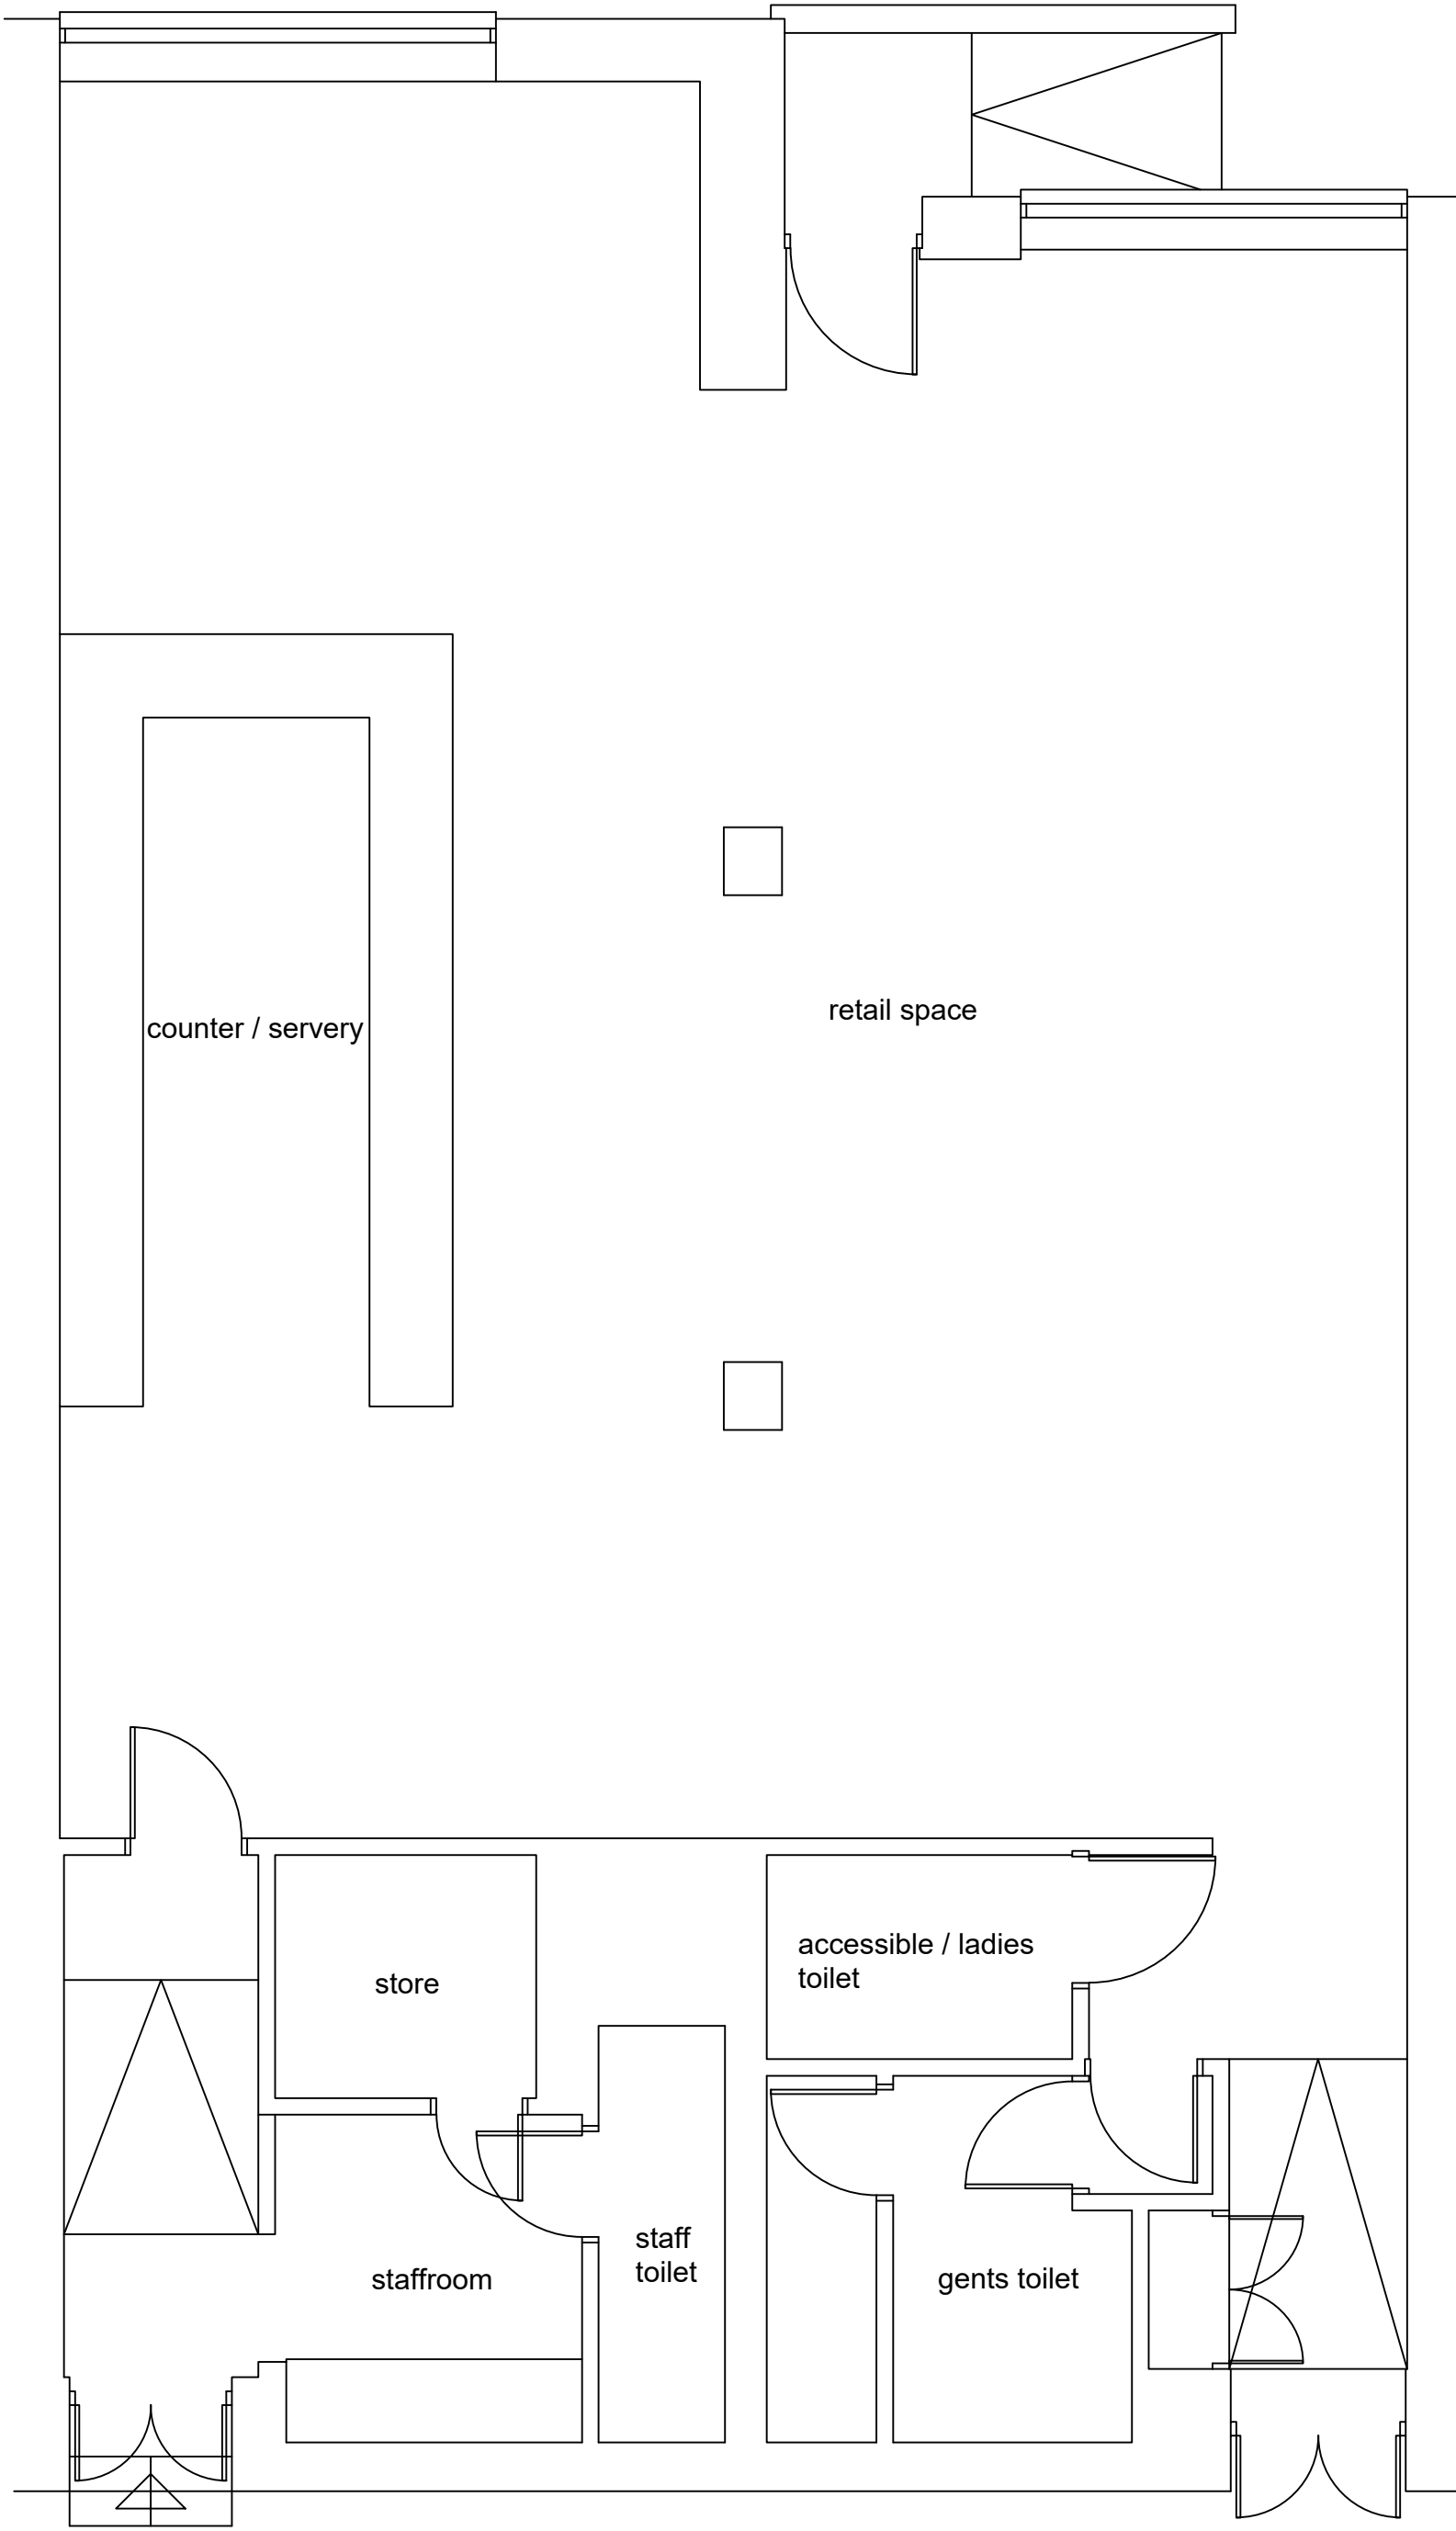 retail space
counter / servery
accessible / ladies
toilet
store
staff
toilet
staffroom
gents toilet